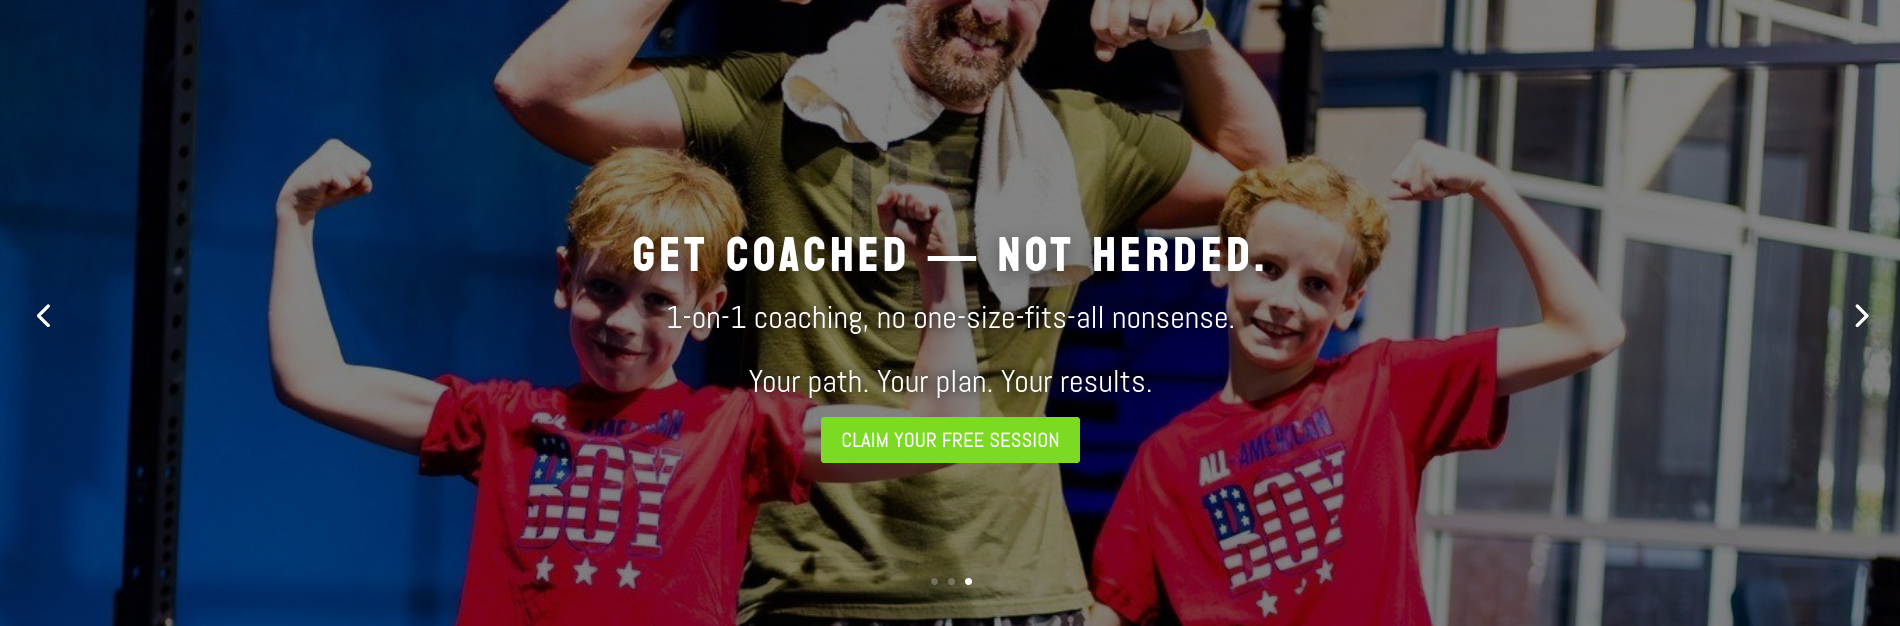 GET COACHED — NOT HERDED.
1-on-1 coaching, no one-size-fits-all nonsense.
Your path. Your plan. Your results.
CLAIM YOUR FREE SESSION
ALL-AMERICAN
BOY
ALL-AMERICAN
BOY